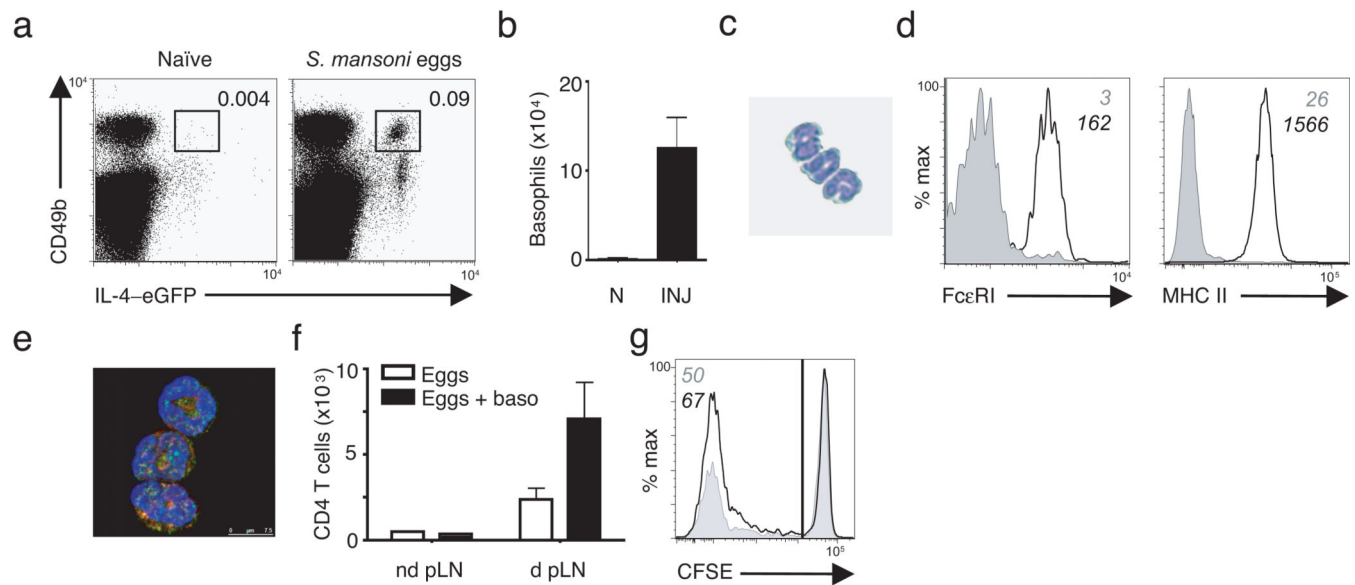 a
Naïve
S. mansoni eggs
10⁴
0.004
0.09
CD49b
10⁴
10⁴
IL-4–eGFP
b
20
10
0
Basophils (x10⁴)
N
INJ
c
d
100
3
162
% max
10⁴
FcεRI
26
1566
10⁵
MHC II
e
0 µm 7.5
f
10
5
0
CD4 T cells (x10³)
Eggs
Eggs + baso
nd pLN
d pLN
g
100
50
67
% max
10⁵
CFSE